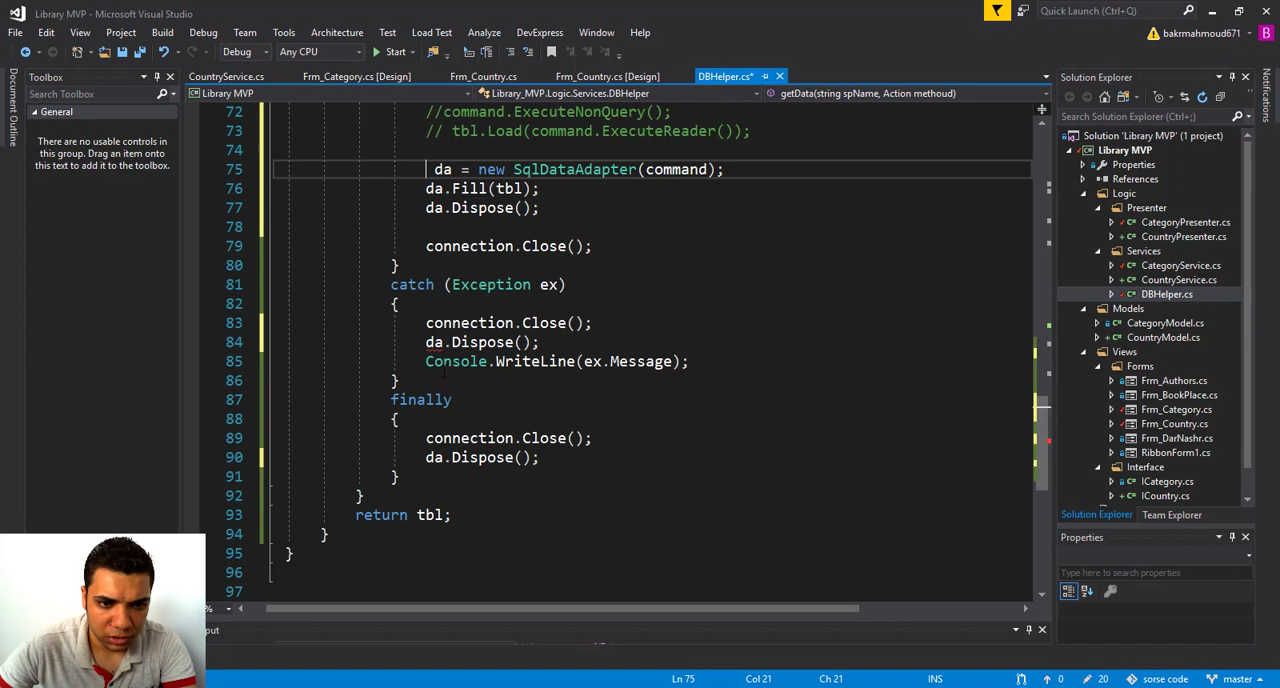 Library MVP - Microsoft Visual Studio
Quick Launch (Ctrl+Q)
File Edit View Project Build Debug Team Tools Architecture Test Load Test Analyze DevExpress Window Help
bakrmahmoud671 B
Debug Any CPU Start
Document Outline
Toolbox
Search Toolbox
General
There are no usable controls in
this group. Drag an item onto
this text to add it to the toolbox.
CountryService.cs Frm_Category.cs [Design] Frm_Country.cs Frm_Country.cs [Design] DBHelper.cs*
Library MVP Library_MVP.Logic.Services.DBHelper getData(string spName, Action methoud)
72 //command.ExecuteNonQuery();
73 // tbl.Load(command.ExecuteReader());
74
75 da = new SqlDataAdapter(command);
76 da.Fill(tbl);
77 da.Dispose();
78
79 connection.Close();
80 }
81 catch (Exception ex)
82 {
83 connection.Close();
84 da.Dispose();
85 Console.WriteLine(ex.Message);
86 }
87 finally
88 {
89 connection.Close();
90 da.Dispose();
91 }
92 }
93 return tbl;
94 }
95 }
96
97
%
Solution Explorer
Search Solution Explorer (Ctrl+;)
Solution 'Library MVP' (1 project)
Library MVP
Properties
References
Logic
Presenter
CategoryPresenter.cs
CountryPresenter.cs
Services
CategoryService.cs
CountryService.cs
DBHelper.cs
Models
CategoryModel.cs
CountryModel.cs
Views
Forms
Frm_Authors.cs
Frm_BookPlace.cs
Frm_Category.cs
Frm_Country.cs
Frm_DarNashr.cs
RibbonForm1.cs
Interface
ICategory.cs
ICountry.cs
Solution Explorer Team Explorer
Properties
Type here to search properties
Notifications
put
Ln 75 Col 21 Ch 21 INS 0 20 sorse code master